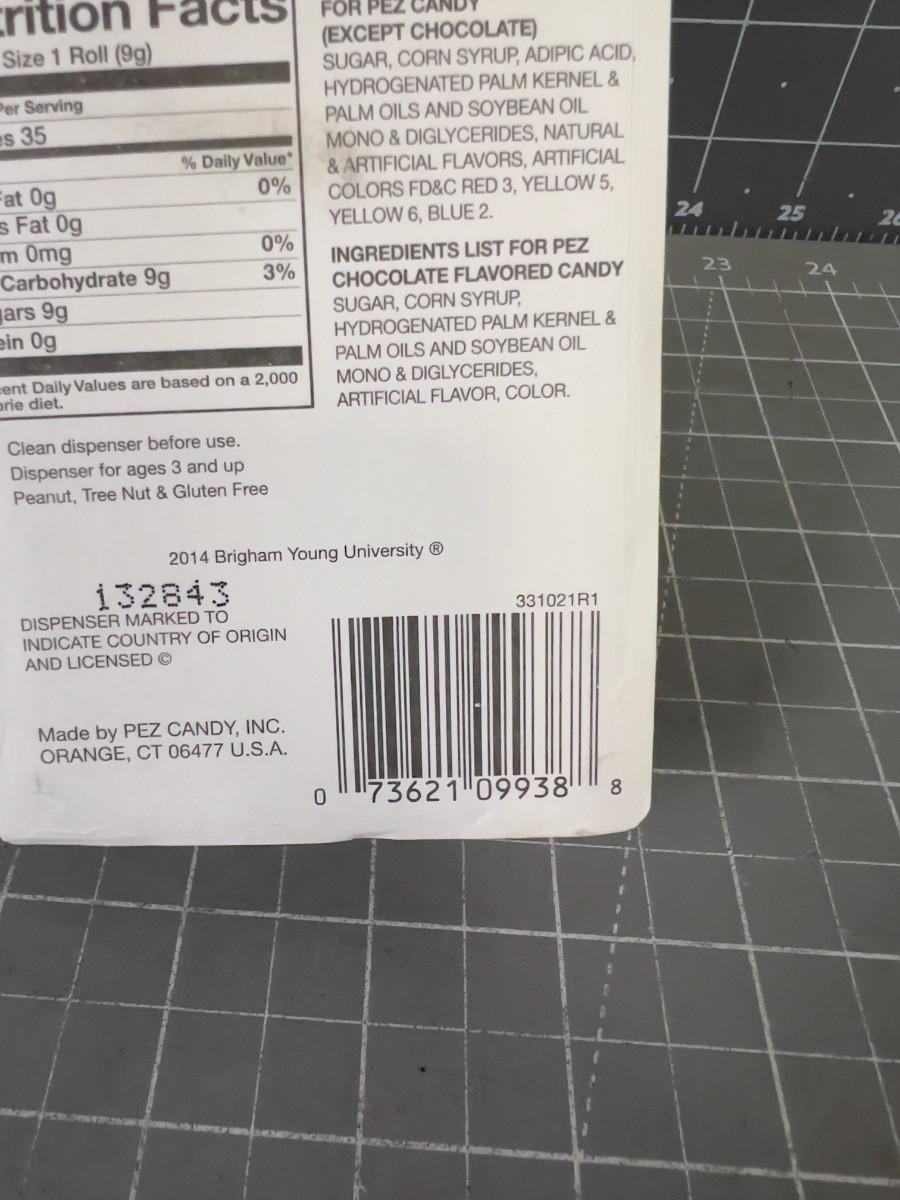 trition Facts
Size 1 Roll (9g)
Per Serving
es 35
% Daily Value*
Fat 0g 0%
s Fat 0g
m 0mg 0%
Carbohydrate 9g 3%
gars 9g
ein 0g
cent Daily Values are based on a 2,000
orie diet.
FOR PEZ CANDY
(EXCEPT CHOCOLATE)
SUGAR, CORN SYRUP, ADIPIC ACID,
HYDROGENATED PALM KERNEL &
PALM OILS AND SOYBEAN OIL
MONO & DIGLYCERIDES, NATURAL
& ARTIFICIAL FLAVORS, ARTIFICIAL
COLORS FD&C RED 3, YELLOW 5,
YELLOW 6, BLUE 2.
INGREDIENTS LIST FOR PEZ
CHOCOLATE FLAVORED CANDY
SUGAR, CORN SYRUP,
HYDROGENATED PALM KERNEL &
PALM OILS AND SOYBEAN OIL
MONO & DIGLYCERIDES,
ARTIFICIAL FLAVOR, COLOR.
Clean dispenser before use.
Dispenser for ages 3 and up
Peanut, Tree Nut & Gluten Free
2014 Brigham Young University ®
132843
DISPENSER MARKED TO
INDICATE COUNTRY OF ORIGIN
AND LICENSED ©
Made by PEZ CANDY, INC.
ORANGE, CT 06477 U.S.A.
331021R1
0 73621 09938 8
24 25 26
23 24